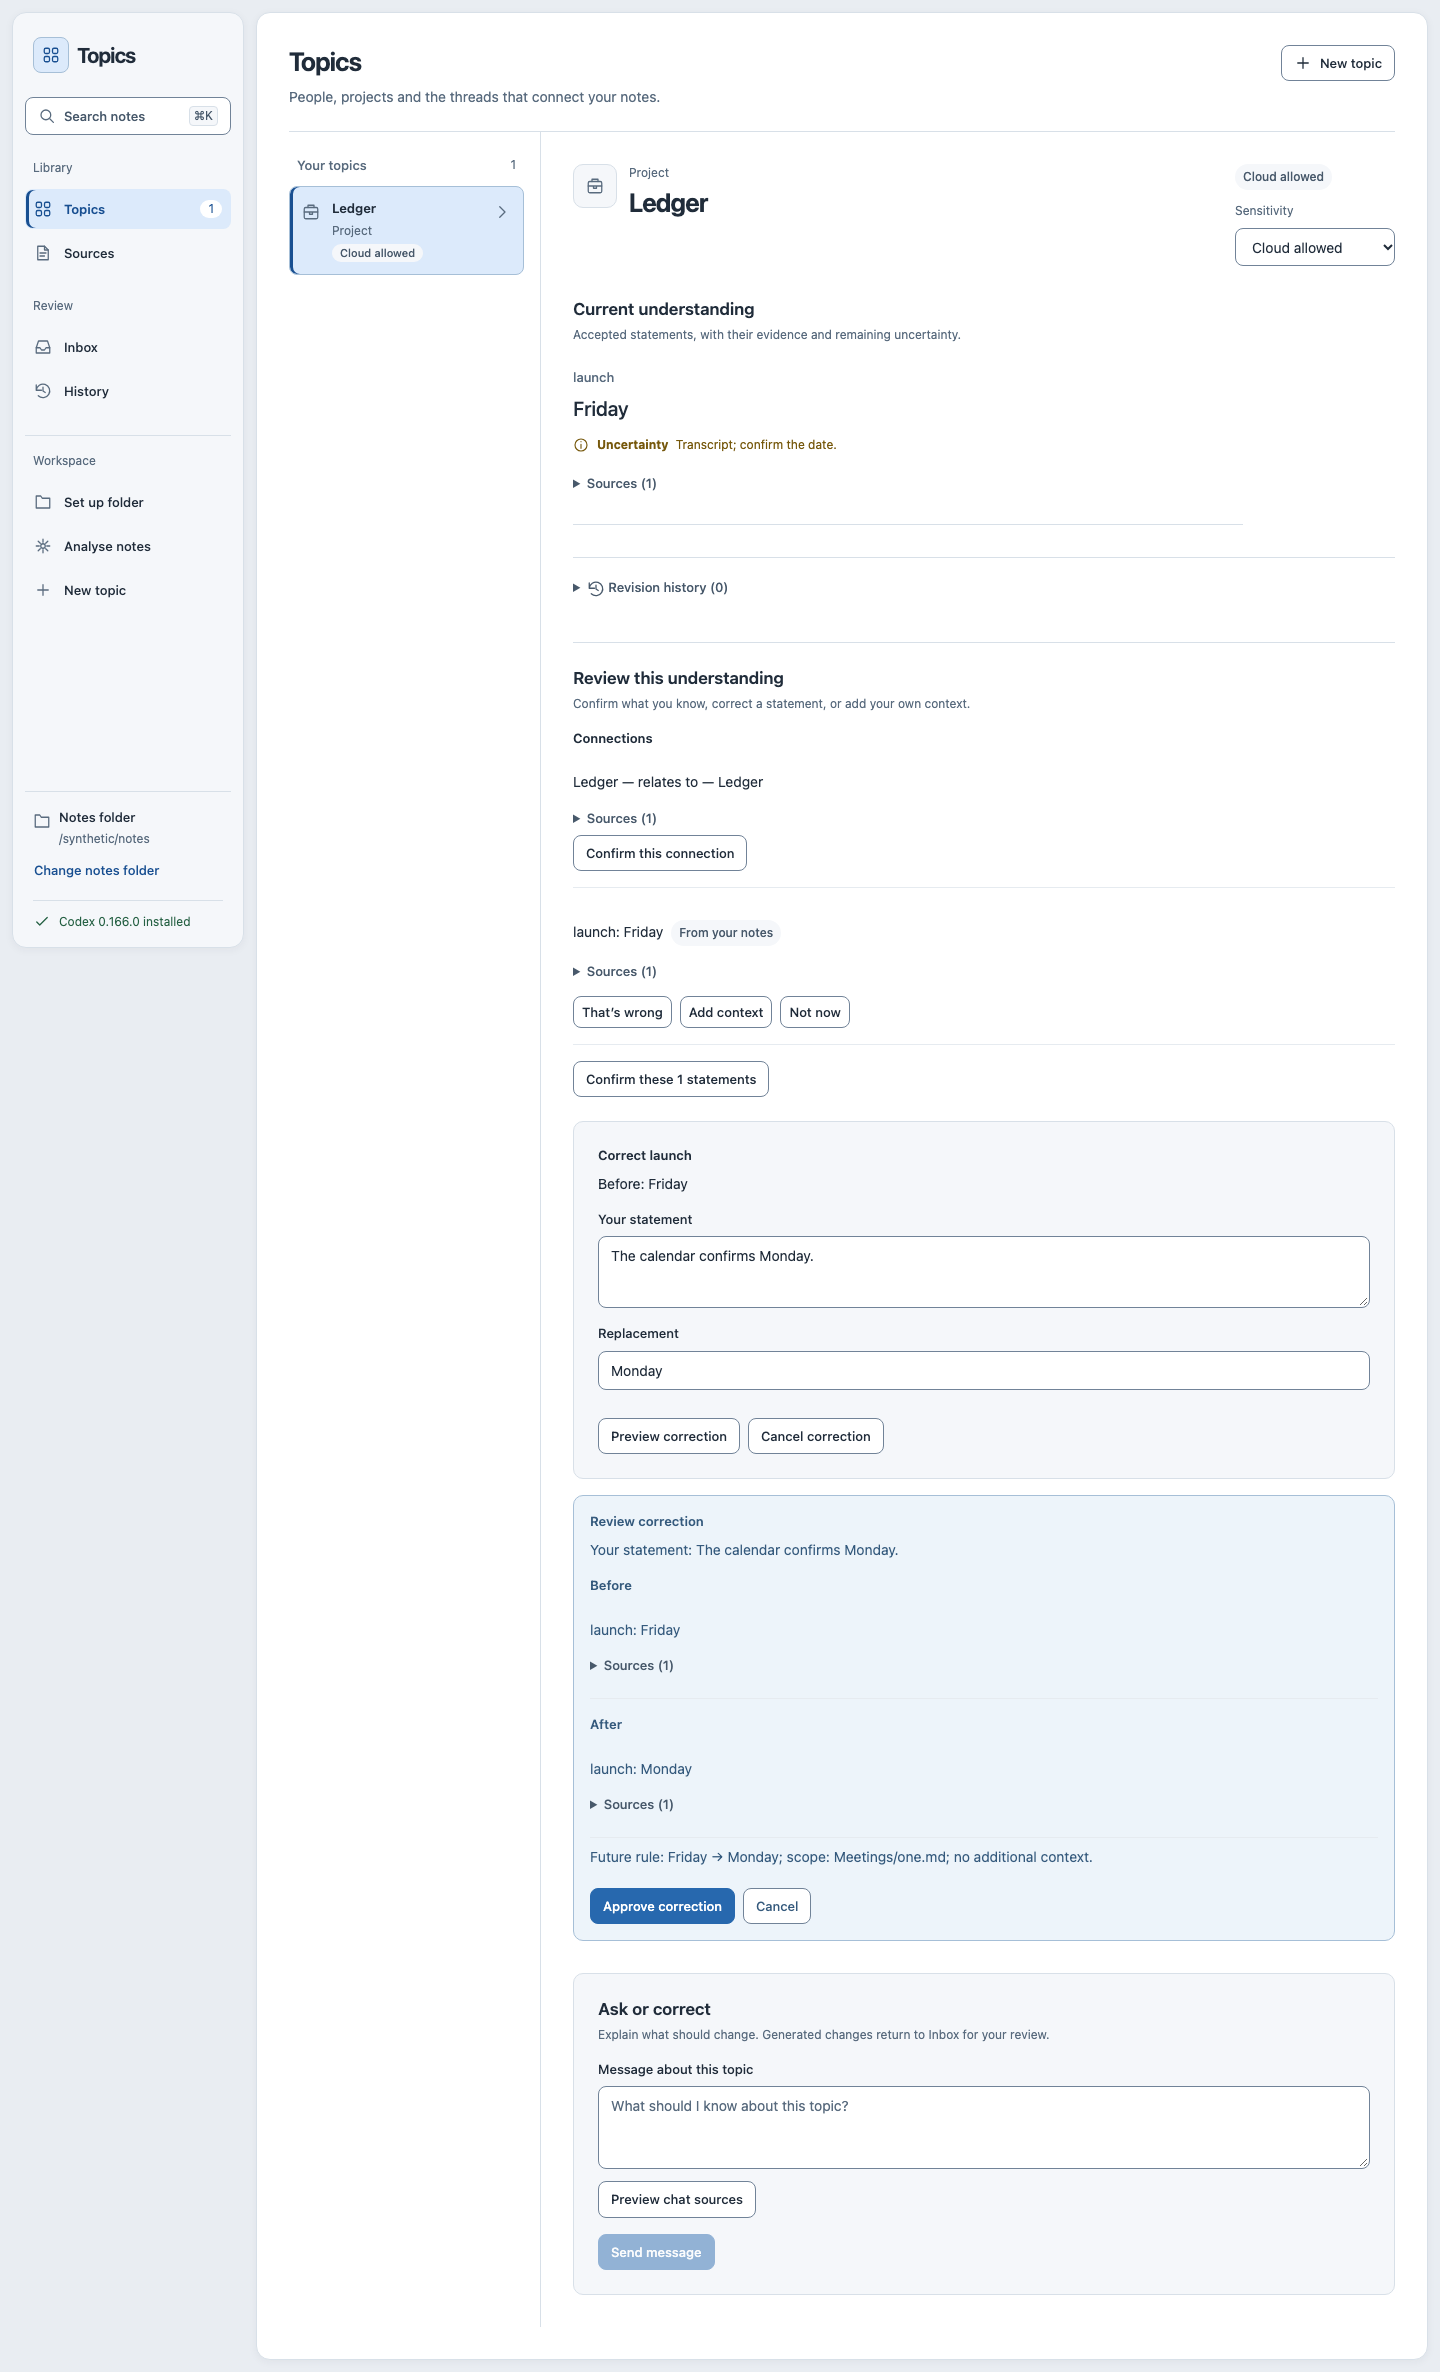 Topics
Search notes ⌘K
Library
Topics 1
Sources
Review
Inbox
History
Workspace
Set up folder
Analyse notes
New topic
Notes folder
/synthetic/notes
Change notes folder
Codex 0.166.0 installed
Topics
New topic
People, projects and the threads that connect your notes.
Your topics 1
Ledger
Project
Cloud allowed
Project
Ledger
Cloud allowed
Sensitivity
Cloud allowed
Current understanding
Accepted statements, with their evidence and remaining uncertainty.
launch
Friday
Uncertainty Transcript; confirm the date.
Sources (1)
Revision history (0)
Review this understanding
Confirm what you know, correct a statement, or add your own context.
Connections
Ledger — relates to — Ledger
Sources (1)
Confirm this connection
launch: Friday From your notes
Sources (1)
That’s wrong Add context Not now
Confirm these 1 statements
Correct launch
Before: Friday
Your statement
The calendar confirms Monday.
Replacement
Monday
Preview correction Cancel correction
Review correction
Your statement: The calendar confirms Monday.
Before
launch: Friday
Sources (1)
After
launch: Monday
Sources (1)
Future rule: Friday → Monday; scope: Meetings/one.md; no additional context.
Approve correction Cancel
Ask or correct
Explain what should change. Generated changes return to Inbox for your review.
Message about this topic
What should I know about this topic?
Preview chat sources
Send message